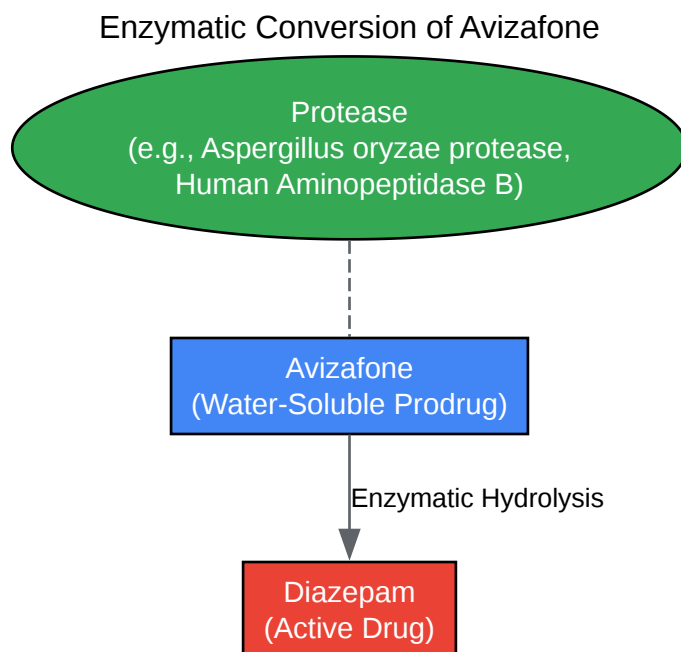 Enzymatic Conversion of Avizafone
Protease
(e.g., Aspergillus oryzae protease,
Human Aminopeptidase B)
Avizafone
(Water-Soluble Prodrug)
Enzymatic Hydrolysis
Diazepam
(Active Drug)